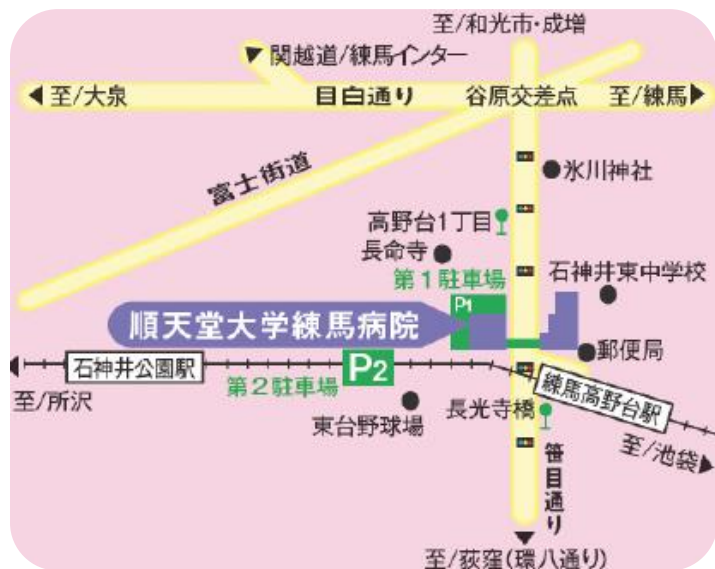 至/和光市・成増
関越道/練馬インター
至/大泉
目白通り
谷原交差点
至/練馬
富士街道
氷川神社
高野台1丁目
長命寺
第1駐車場
石神井東中学校
P1
順天堂大学練馬病院
郵便局
石神井公園駅
P2
練馬高野台駅
至/所沢
第2駐車場
東台野球場
長光寺橋
至/池袋
笹目通り
至/荻窪(環八通り)